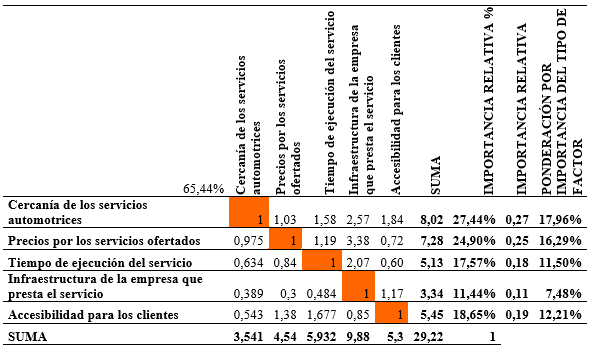 65,44%
Cercanía de los servicios automotrices
Precios por los servicios ofertados
Tiempo de ejecución del servicio
Infraestructura de la empresa que presta el servicio
Accesibilidad para los clientes
SUMA
IMPORTANCIA RELATIVA %
IMPORTANCIA RELATIVA
PONDERACIÓN POR IMPORTANCIA DEL TIPO DE FACTOR
Cercanía de los servicios
automotrices 1 1,03 1,58 2,57 1,84 8,02 27,44% 0,27 17,96%
Precios por los servicios ofertados 0,975 1 1,19 3,38 0,72 7,28 24,90% 0,25 16,29%
Tiempo de ejecución del servicio 0,634 0,84 1 2,07 0,60 5,13 17,57% 0,18 11,50%
Infraestructura de la empresa que
presta el servicio 0,389 0,3 0,484 1 1,17 3,34 11,44% 0,11 7,48%
Accesibilidad para los clientes 0,543 1,38 1,677 0,85 1 5,45 18,65% 0,19 12,21%
SUMA 3,541 4,54 5,932 9,88 5,3 29,22 1